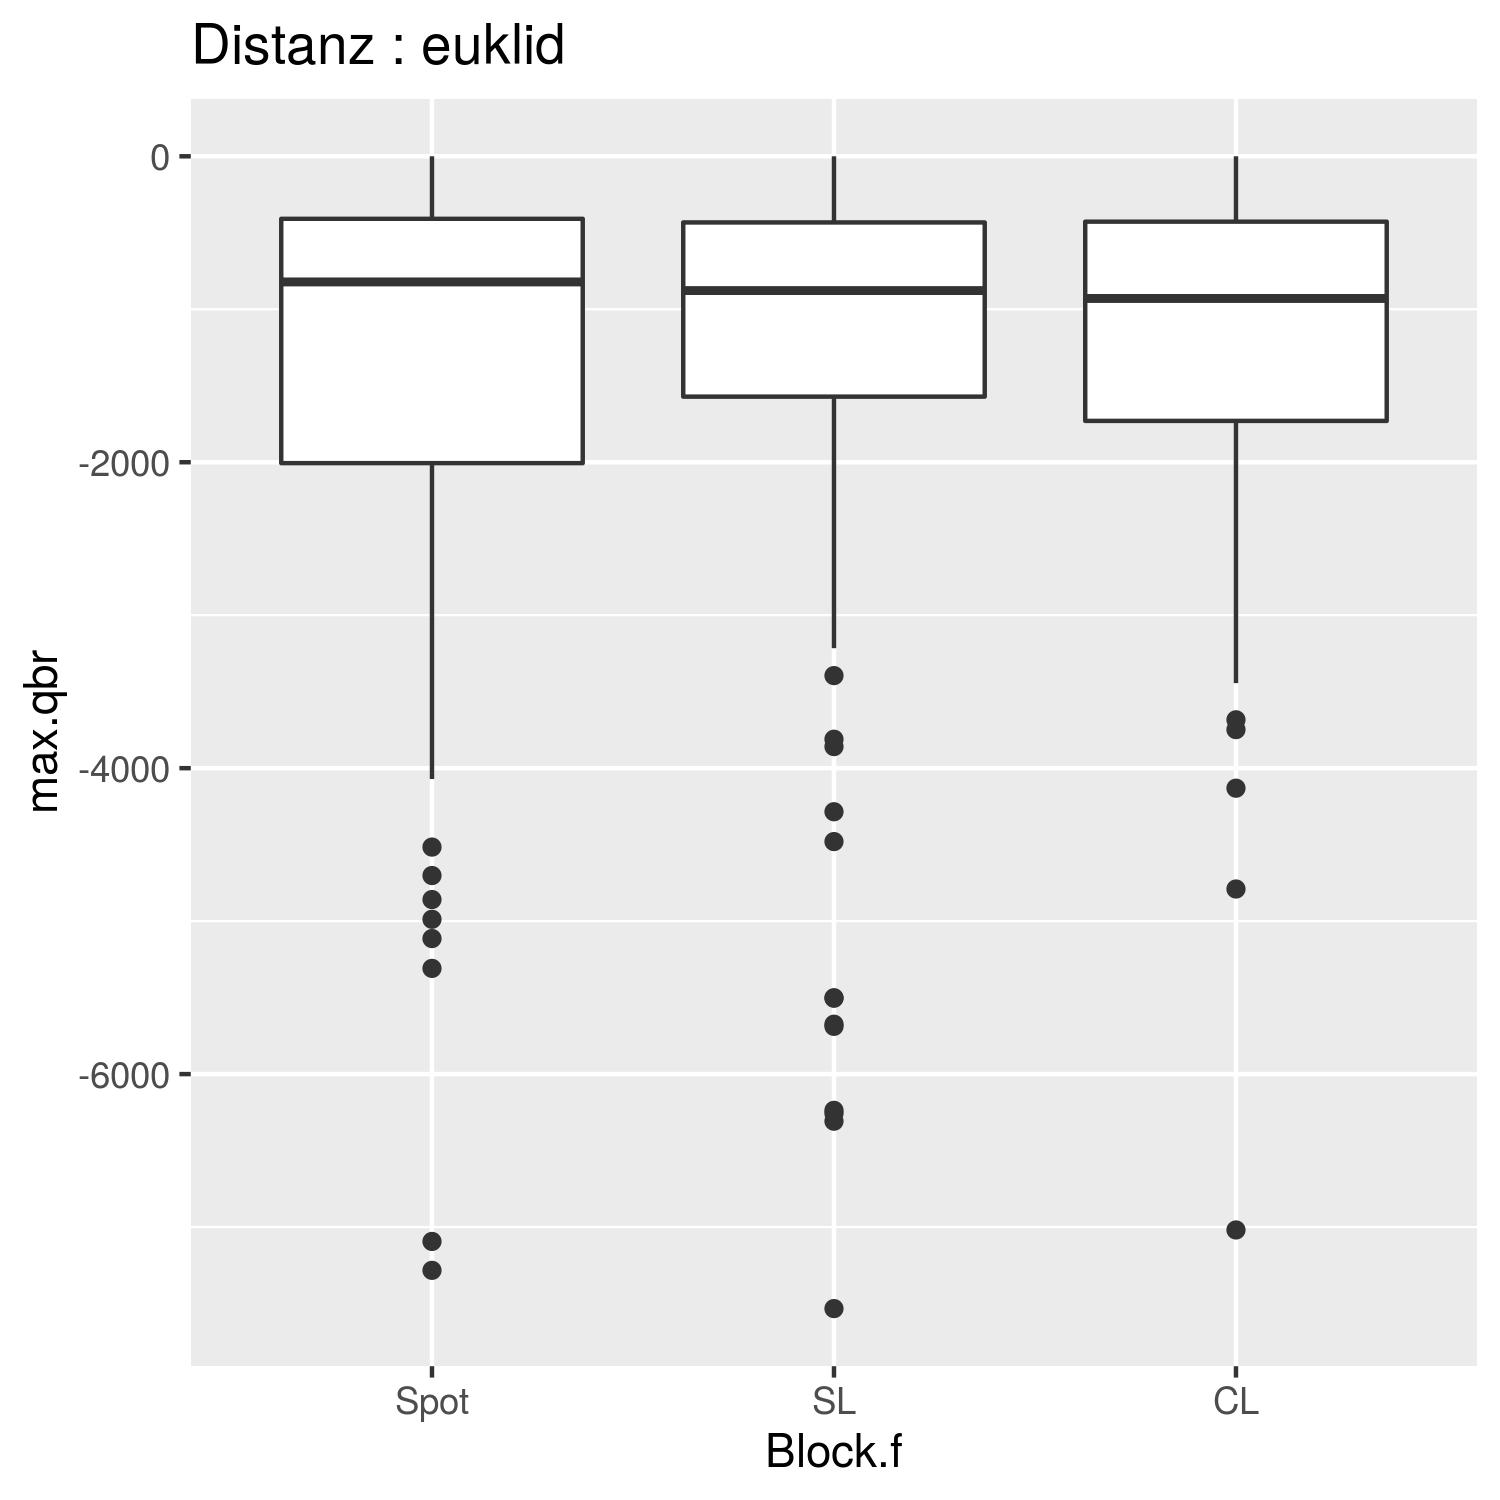 Distanz : euklid
0
-2000
-4000
-6000
max.qbr
Spot SL CL
Block.f